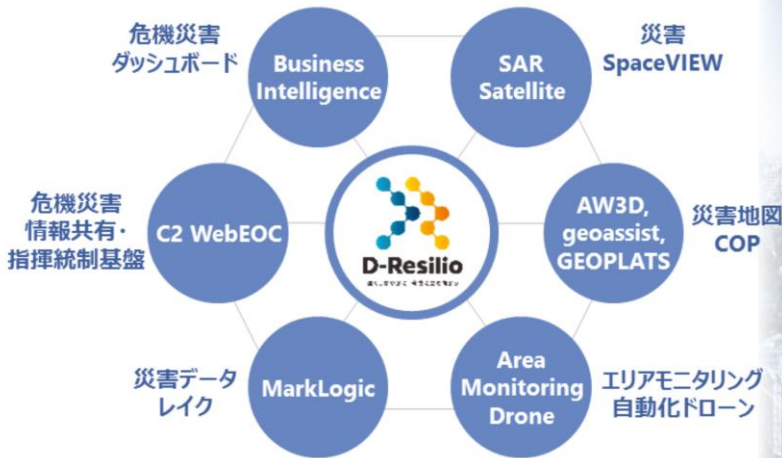 危機災害
ダッシュボード
Business
Intelligence
SAR
Satellite
災害
SpaceVIEW
危機災害
情報共有・
指揮統制基盤
C2 WebEOC
D-Resilio
AW3D,
geoassist,
GEOPLATS
災害地図
COP
災害データ
レイク
MarkLogic
Area
Monitoring
Drone
エリアモニタリング
自動化ドローン